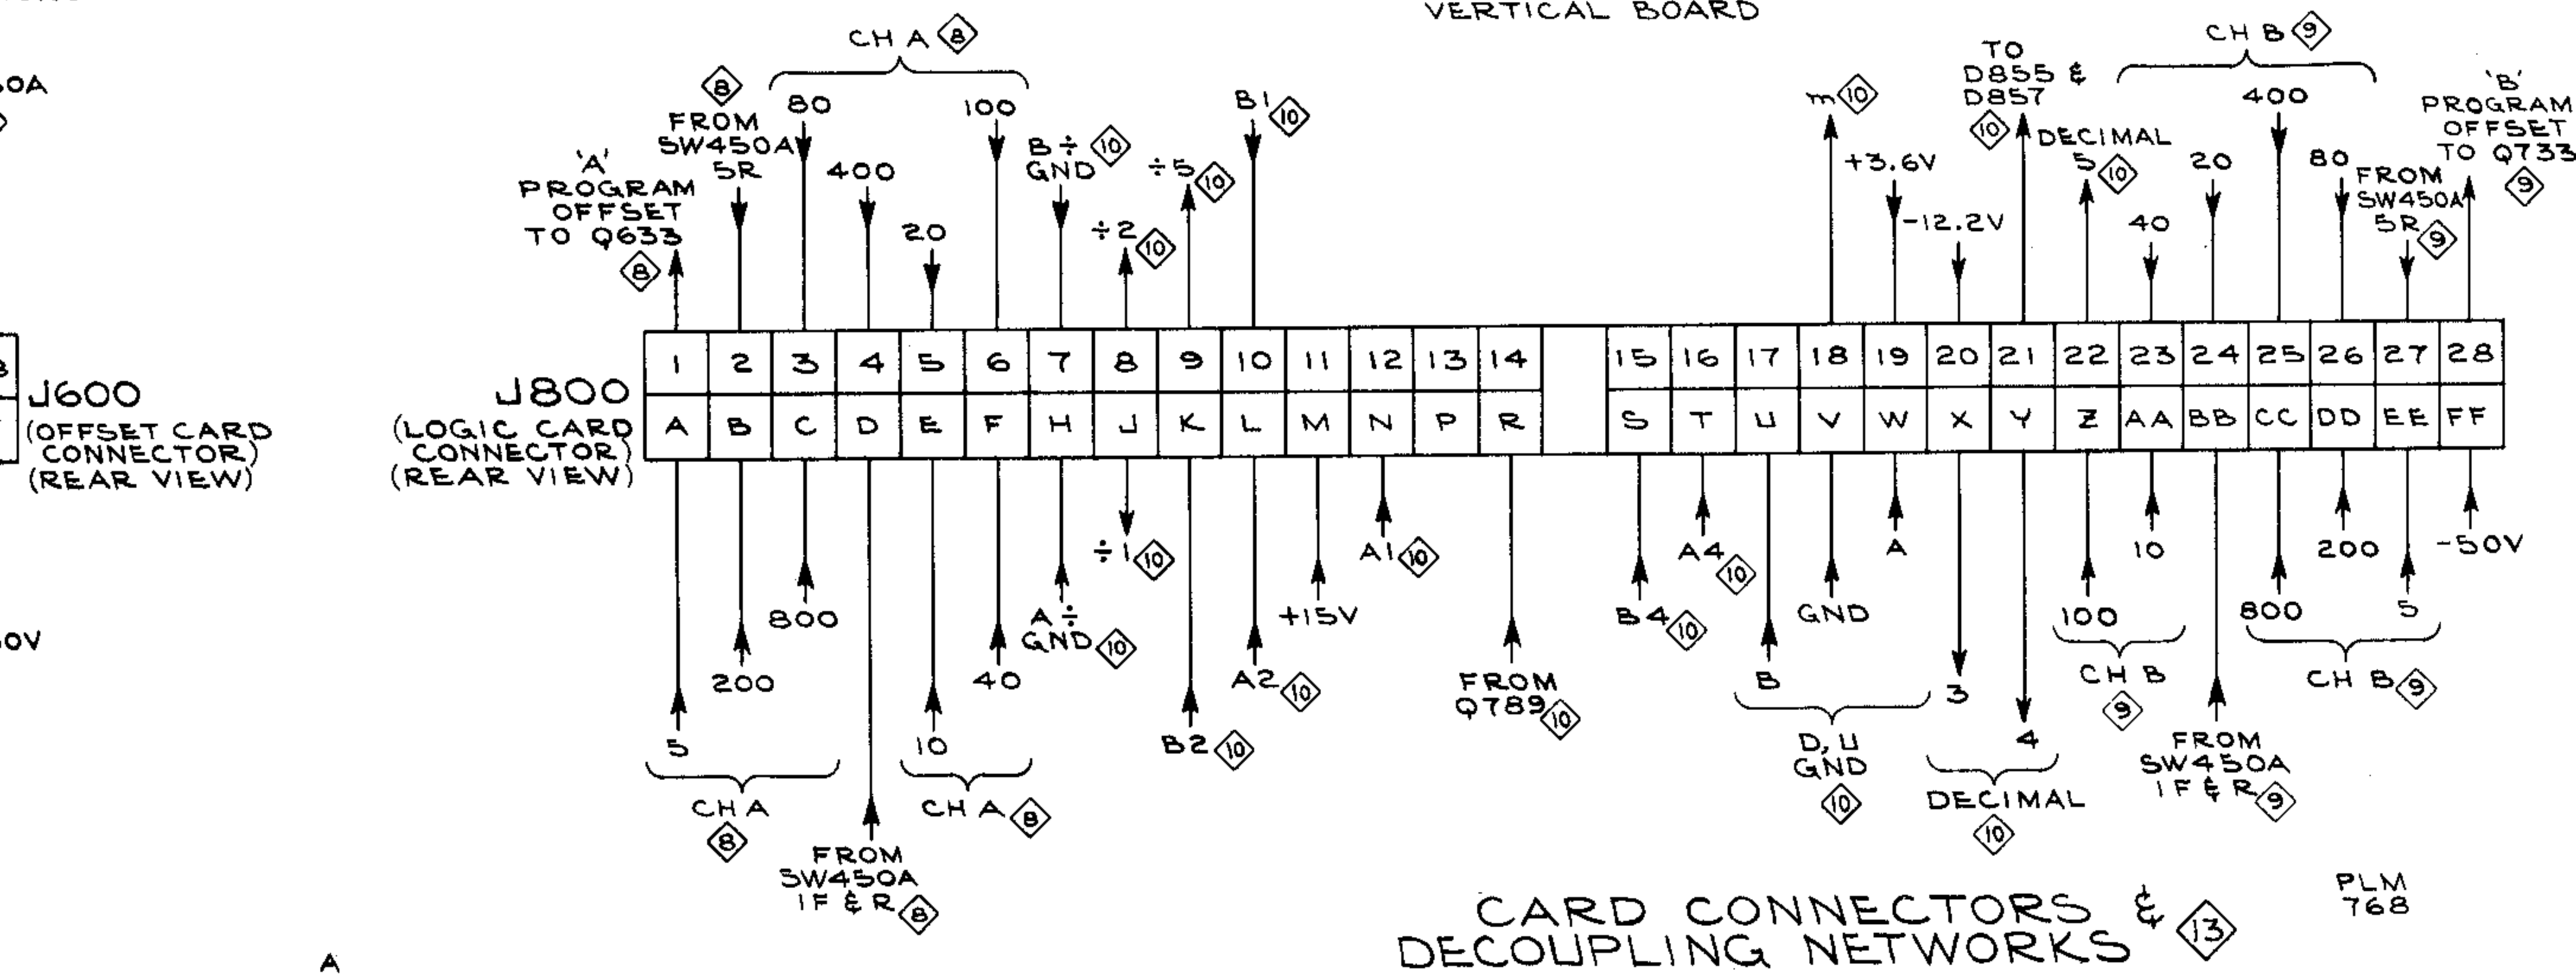 VERTICAL BOARD
0A
CH A 8
8
FROM
SW450A
5R
80
100
400
20
'A'
PROGRAM
OFFSET
TO Q633
8
B÷ 10
GND
÷2 10
÷5 10
B1 10
m 10
+3.6V
-12.2V
TO
D855 &
D857
10
DECIMAL
5 10
CH B 9
40
20
400
80
FROM
SW450A
5R 9
'B'
PROGRAM
OFFSET
TO Q733
9
J600
(OFFSET CARD
CONNECTOR)
(REAR VIEW)
J800
(LOGIC CARD
CONNECTOR)
(REAR VIEW)
1 2 3 4 5 6 7 8 9 10 11 12 13 14 15 16 17 18 19 20 21 22 23 24 25 26 27 28
A B C D E F H J K L M N P R S T U V W X Y Z AA BB CC DD EE FF
5
200
800
CH A
8
FROM
SW450A
1F & R 8
10
40
CH A 8
A÷
GND 10
÷1 10
B2 10
A2 10
+15V
A1 10
FROM
Q789 10
B4 10
A4 10
B
GND
A
D, U
GND
10
3
4
DECIMAL
10
100
10
CH B
9
FROM
SW450A
1F & R 9
800
200
5
CH B 9
-50V
0V
CARD CONNECTORS &
DECOUPLING NETWORKS 13
PLM
768
A